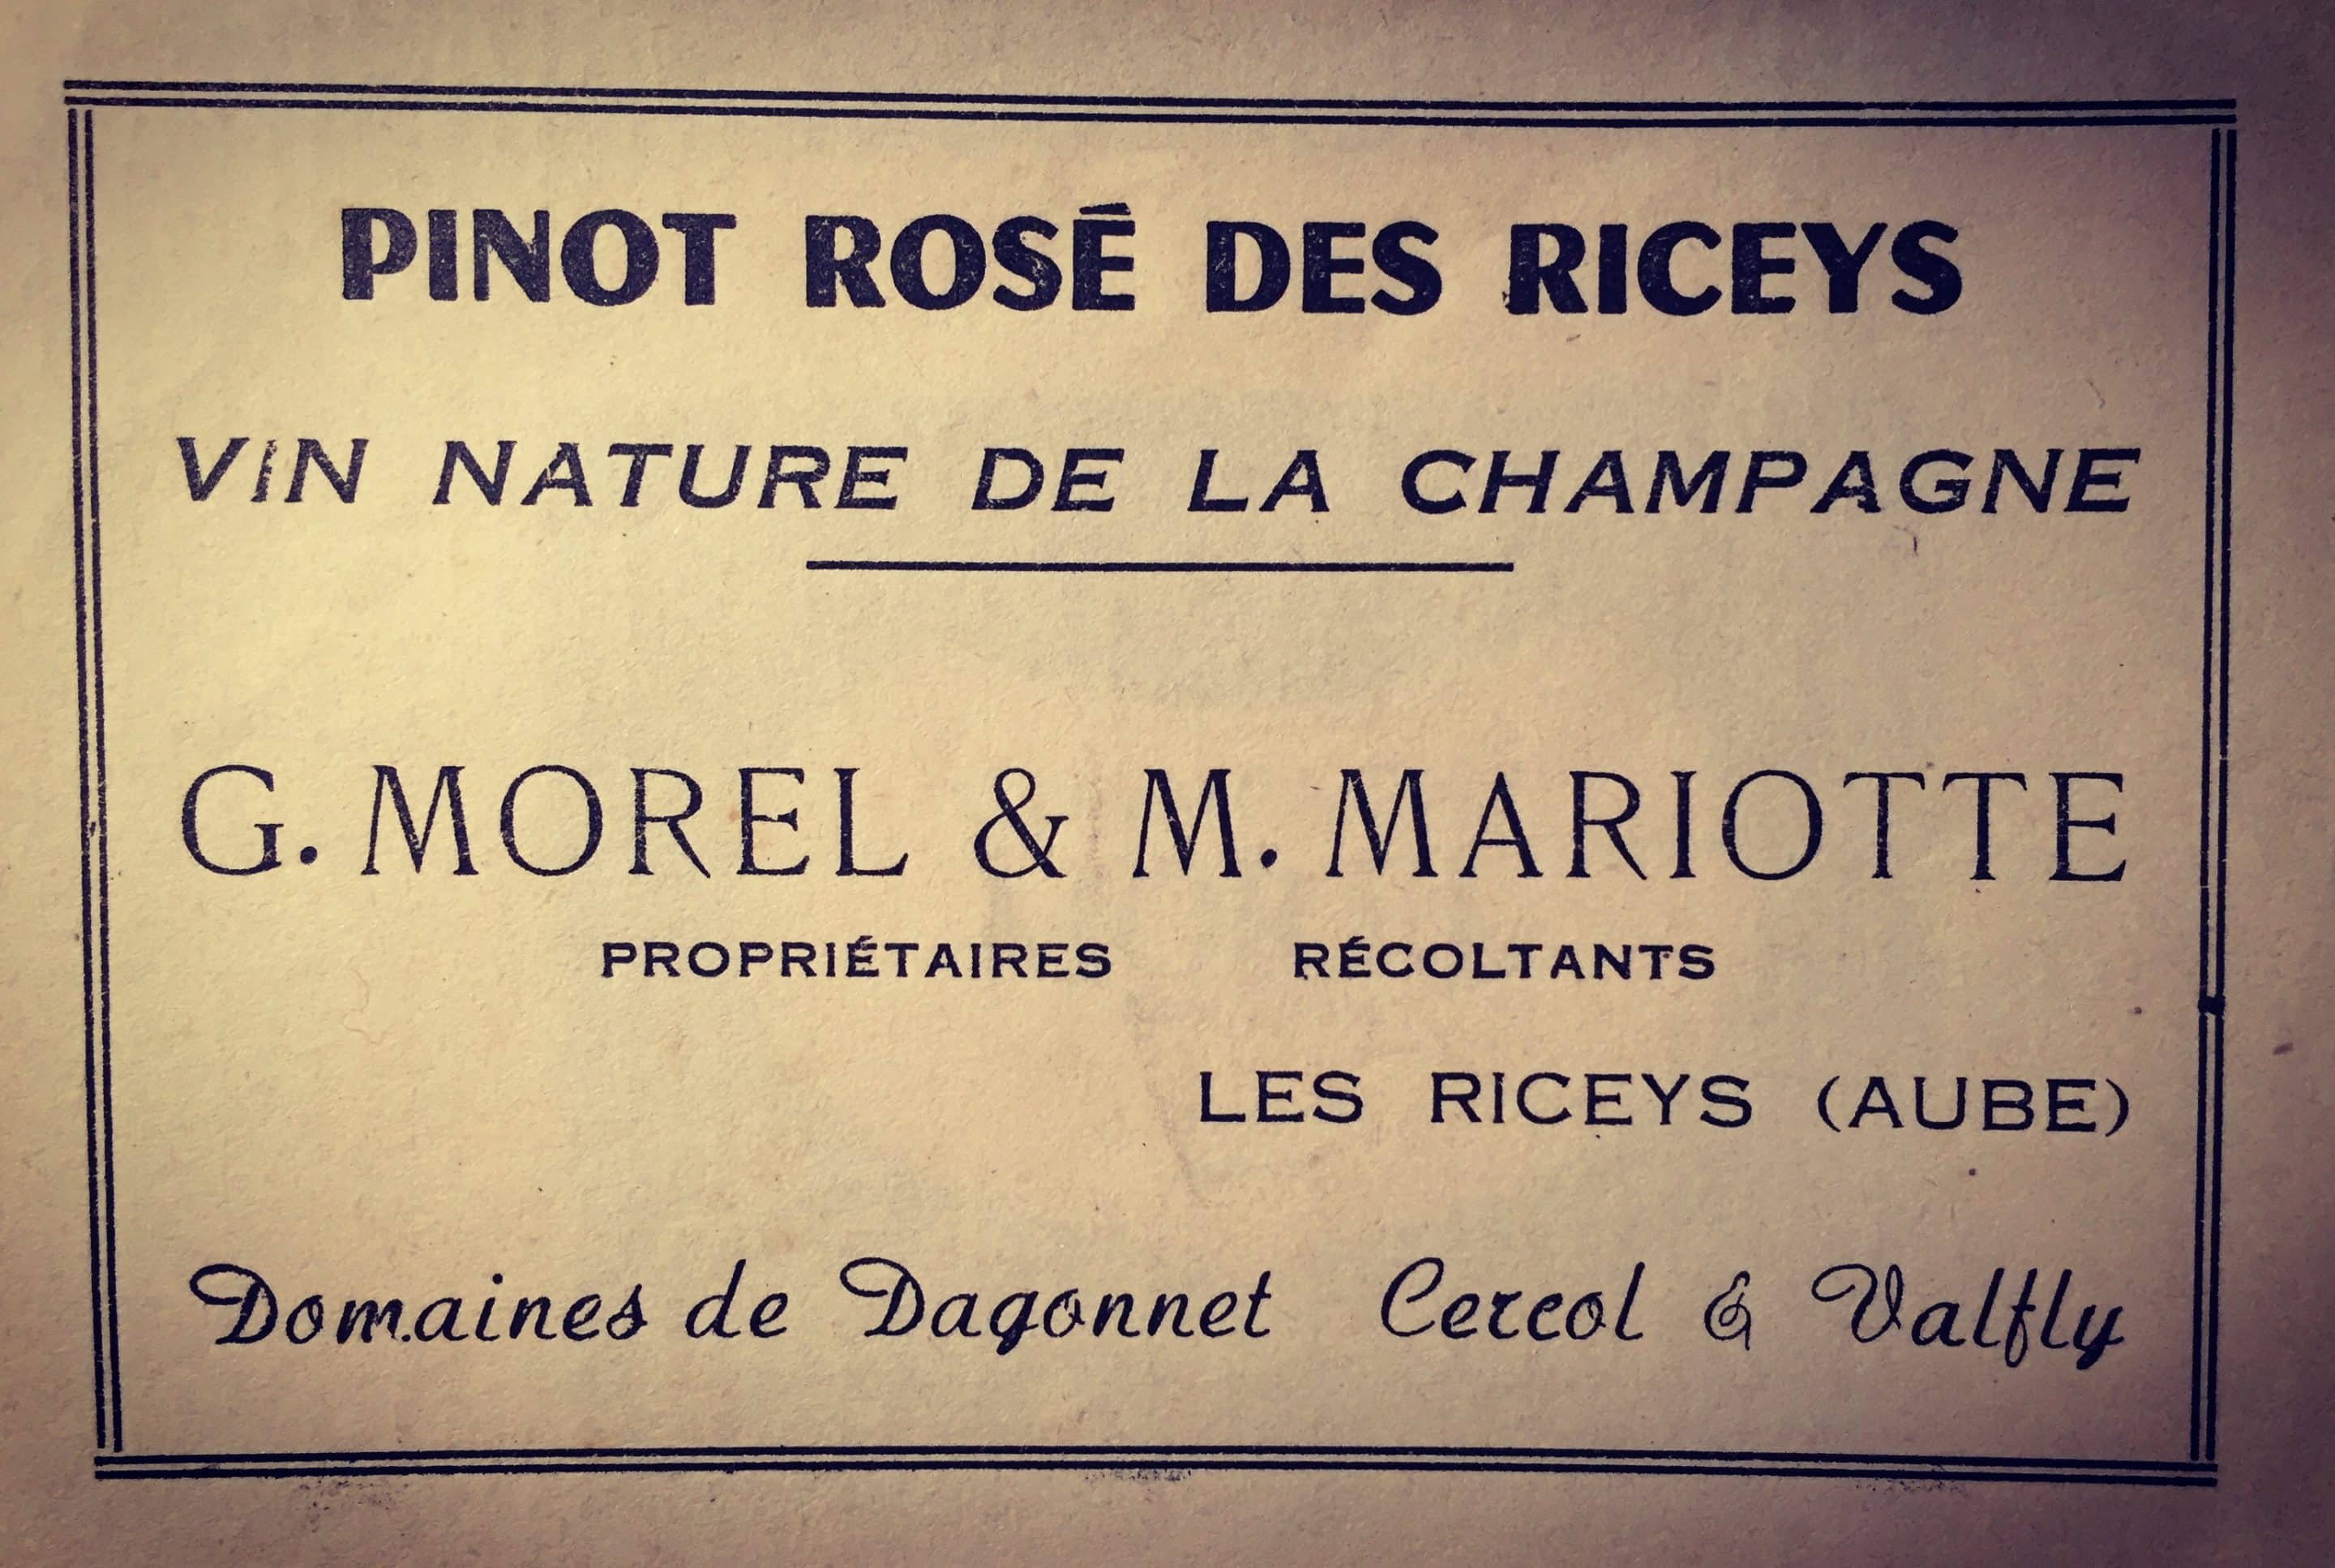 PINOT ROSÉ DES RICEYS
VIN NATURE DE LA CHAMPAGNE
G. MOREL & M. MARIOTTE
PROPRIÉTAIRES RÉCOLTANTS
LES RICEYS (AUBE)
Domaines de Dagonnet Cercol & Valfly